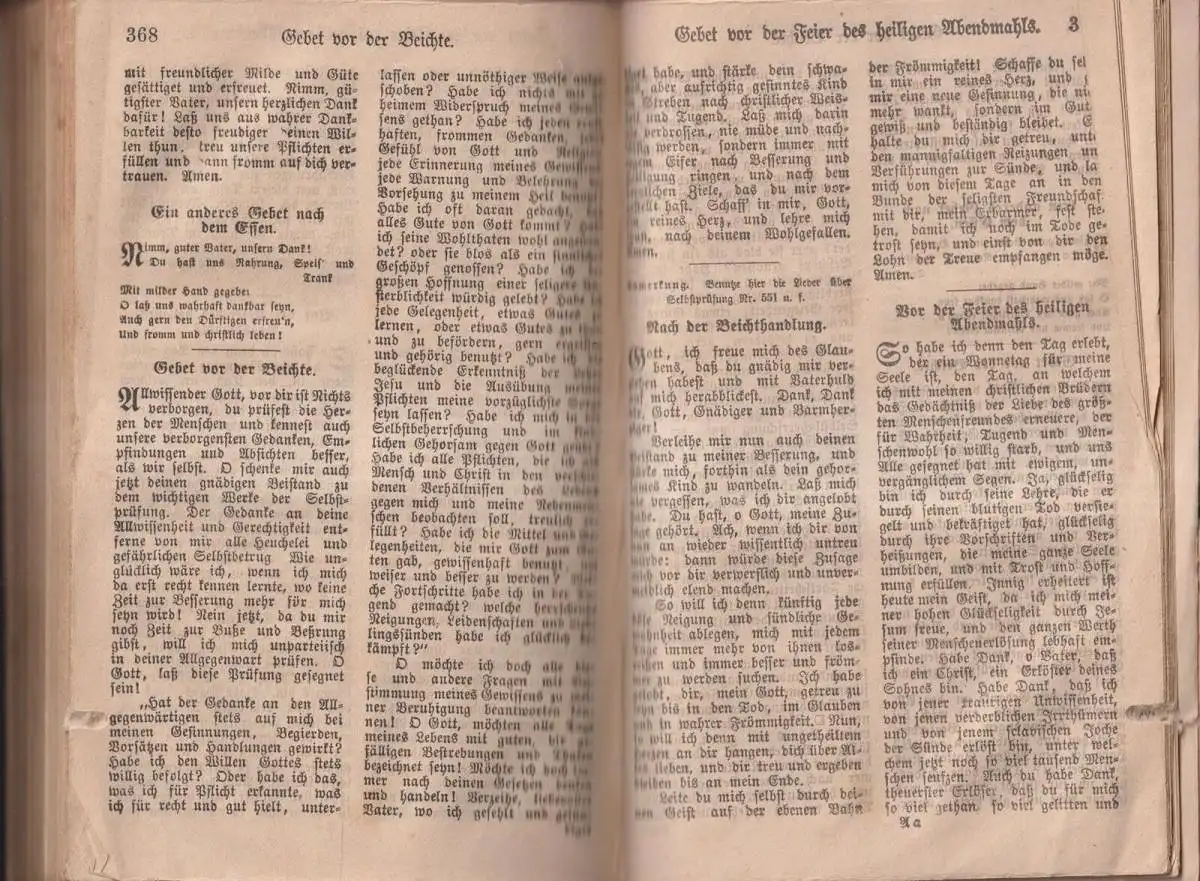 368
Gebet vor der Beichte.
mit freundlicher Milde und Güte
gesättiget und erfreuet. Nimm, gü-
tigster Vater, unsern herzlichen Dank
dafür! Laß uns aus wahrer Dank-
barkeit desto freudiger deinen Wil-
len thun, treu unsere Pflichten er-
füllen und dann fromm auf dich ver-
trauen. Amen.
Ein anderes Gebet nach
dem Essen.
Nimm, guter Vater, unsern Dank!
Du hast uns Nahrung, Speis' und
Trank
Mit milder Hand gegeben
O laß uns wahrhaft dankbar seyn,
Auch gern den Dürftigen erfreu'n,
Und fromm und christlich leben!
Gebet vor der Beichte.
Allwissender Gott, vor dir ist Nichts
verborgen, du prüfest die Her-
zen der Menschen und kennest auch
unsere verborgensten Gedanken, Em-
pfindungen und Absichten besser,
als wir selbst. O schenke mir auch
jetzt deinen gnädigen Beistand zu
dem wichtigen Werke der Selbst-
prüfung. Der Gedanke an deine
Allwissenheit und Gerechtigkeit ent-
ferne von mir alle Heuchelei und
gefährlichen Selbstbetrug Wie un-
glücklich wäre ich, wenn ich mich
da erst recht kennen lernte, wo keine
Zeit zur Besserung mehr für mich
seyn wird! Nein jetzt, da du mir
noch Zeit zur Buße und Beßrung
gibst, will ich mich unparteiisch
in deiner Allgegenwart prüfen. O
Gott, laß diese Prüfung gesegnet
sein!
„Hat der Gedanke an den All-
gegenwärtigen stets auf mich bei
meinen Gesinnungen, Begierden,
Vorsätzen und Handlungen gewirkt?
Habe ich den Willen Gottes stets
willig befolgt? Oder habe ich das,
was ich für Pflicht erkannte, was
ich für recht und gut hielt, unter-
lassen oder unnöthiger Weise
schoben? Habe ich nichts
heimem Widerspruch meines
sens gethan? Habe ich jeden
haften, frommen Gedanken,
Gefühl von Gott und Religion
jede Erinnerung meines Gewissens
jede Warnung und Belehrung
Vorsehung zu meinem Heil
Habe ich oft daran gedacht,
alles Gute von Gott kommt?
ich seine Wohlthaten wohl
det? oder sie blos als ein
Geschöpf genossen? Habe ich
großen Hoffnung einer seligen
sterblichkeit würdig gelebt? Habe
jede Gelegenheit, etwas Gutes
lernen, oder etwas Gutes zu
und zu befördern, gern ergriffen
und gehörig benutzt? Habe ich
beglückende Erkenntniß der
Jesu und die Ausübung meiner
Pflichten meine vorzüglichste
seyn lassen? Habe ich mich in
Selbstbeherrschung und im
lichen Gehorsam gegen Gott
Habe ich alle Pflichten, die ich
Mensch und Christ in den
denen Verhältnissen des Lebens
gegen mich und meine Nebenmen-
schen beobachten soll, treulich
füllt? Habe ich die Mittel und
legenheiten, die mir Gott zum
ten gab, gewissenhaft benutzt,
weiser und besser zu werden?
che Fortschritte habe ich in der
gend gemacht? welche
Neigungen, Leidenschaften und
lingssünden habe ich glücklich
kämpft?"
O möchte ich doch alle
se und andere Fragen mit
stimmung meines Gewissens zu
ner Beruhigung beantworten
nen! O Gott, möchten alle
meines Lebens mit guten,
fälligen Bestrebungen und
bezeichnet seyn! Möchte ich
mer nach deinen Gesetzen
und handeln! Verzeihe,
Vater, wo ich gefehlt und
Gebet vor der Feier des heiligen Abendmahls. 3
habe, und stärke dein schwa-
aber aufrichtig gesinntes Kind
Streben nach christlicher Weis-
und Tugend. Laß mich darin
verdrossen, nie müde und nach-
werden, sondern immer mit
Eifer nach Besserung und
ringen, und nach dem
lichen Ziele, das du mir vor-
hast. Schaff' in mir, Gott,
reines Herz, und lehre mich
nach deinem Wohlgefallen.
merkung. Benutze hier die Lieder über
Selbstprüfung Nr. 551 u. f.
Nach der Beichthandlung.
Gott, ich freue mich des Glau-
bens, daß du gnädig mir ver-
habest und mit Vaterhuld
mich herabblickest. Dank, Dank
Gott, Gnädiger und Barmher-
Verleihe mir nun auch deinen
zu meiner Besserung, und
mich, forthin als dein gehor-
Kind zu wandeln. Laß mich
vergessen, was ich dir angelobt
Du hast, o Gott, meine Zu-
gehört. Ach, wenn ich dir von
an wieder wissentlich untreu
dann würde diese Zusage
vor dir verwerflich und unver-
elend machen.
So will ich denn künftig jede
Neigung und sündliche Ge-
ablegen, mich mit jedem
immer mehr von ihnen los-
und immer besser und fröm-
zu werden suchen. Ich habe
dir, mein Gott, getreu zu
bis in den Tod, im Glauben
in wahrer Frömmigkeit. Nun,
will ich denn mit ungetheiltem
an dir hangen, dich über Al-
lieben, und dir treu und ergeben
bis an mein Ende.
Leite du mich selbst durch dei-
Geist auf der ebenen Bahn
der Frömmigkeit! Schaffe du sel
in mir ein reines Herz, und
mir eine neue Gesinnung, die ni
mehr wankt, sondern im Gut
gewiß und beständig bleibet. E
halte du mich dir getreu, unt
den mannigfaltigen Reizungen un
Verführungen zur Sünde, und la
mich von diesem Tage an in den
Bunde der seligsten Freundschaf
mit dir, mein Erbarmer, fest ste-
hen, damit ich noch im Tode ge-
trost seyn, und einst von dir den
Lohn der Treue empfangen möge.
Amen.
Vor der Feier des heiligen
Abendmahls.
So habe ich denn den Tag erlebt,
der ein Wonnetag für meine
Seele ist, den Tag, an welchem
ich mit meinen christlichen Brüdern
das Gedächtniß der Liebe des größ-
ten Menschenfreundes erneuere, der
für Wahrheit, Tugend und Men-
schenwohl so willig starb, und uns
Alle gesegnet hat mit ewigem, un-
vergänglichem Segen. Ja, glückselig
bin ich durch seine Lehre, die er
durch seinen blutigen Tod versie-
gelt und bekräftiget hat, glückselig
durch ihre Vorschriften und Ver-
heißungen, die meine ganze Seele
umbilden, und mit Trost und Hoff-
nung erfüllen. Innig erheitert ist
heute mein Geist, da ich mich mei-
ner hohen Glückseligkeit durch Je-
sum freue, und den ganzen Werth
seiner Menschenerlösung lebhaft em-
pfinde. Habe Dank, o Vater, daß
ich ein Christ, ein Erlöster deines
Sohnes bin. Habe Dank, daß ich
von jener traurigen Unwissenheit,
von jenen verderblichen Irrthümern
und von jenem sclavischen Joche
der Sünde erlöst bin, unter wel-
chem jetzt noch so viel tausend Men-
schen seufzen. Auch du habe Dank,
theuerster Erlöser, daß du für mich
so viel gethan so viel gelitten und
Aa